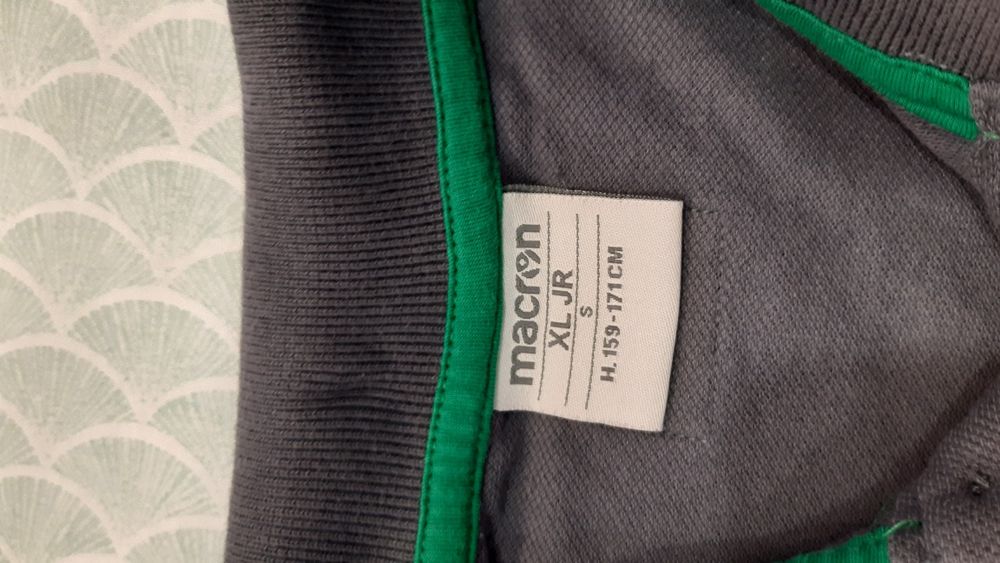 macron
XL JR
S
H. 159-171CM